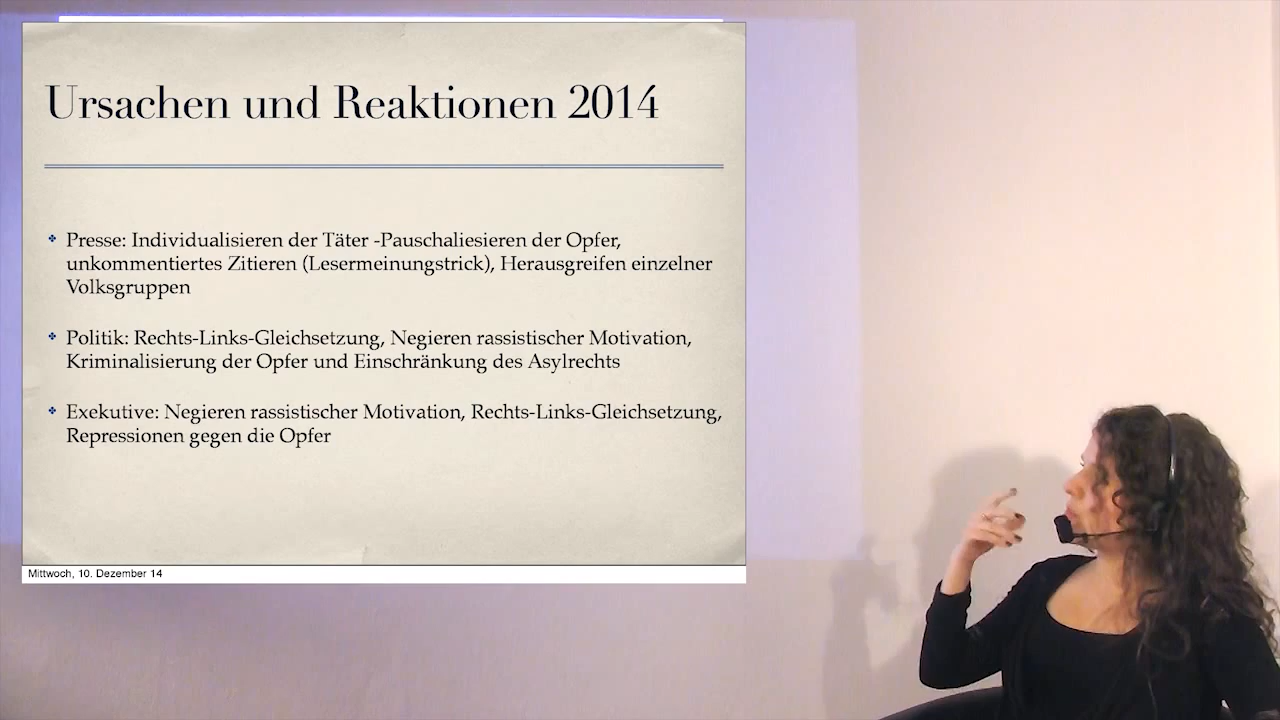 Ursachen und Reaktionen 2014
Presse: Individualisieren der Täter -Pauschaliesieren der Opfer,
unkommentiertes Zitieren (Lesermeinungstrick), Herausgreifen einzelner
Volksgruppen
Politik: Rechts-Links-Gleichsetzung, Negieren rassistischer Motivation,
Kriminalisierung der Opfer und Einschränkung des Asylrechts
Exekutive: Negieren rassistischer Motivation, Rechts-Links-Gleichsetzung,
Repressionen gegen die Opfer
Mittwoch, 10. Dezember 14